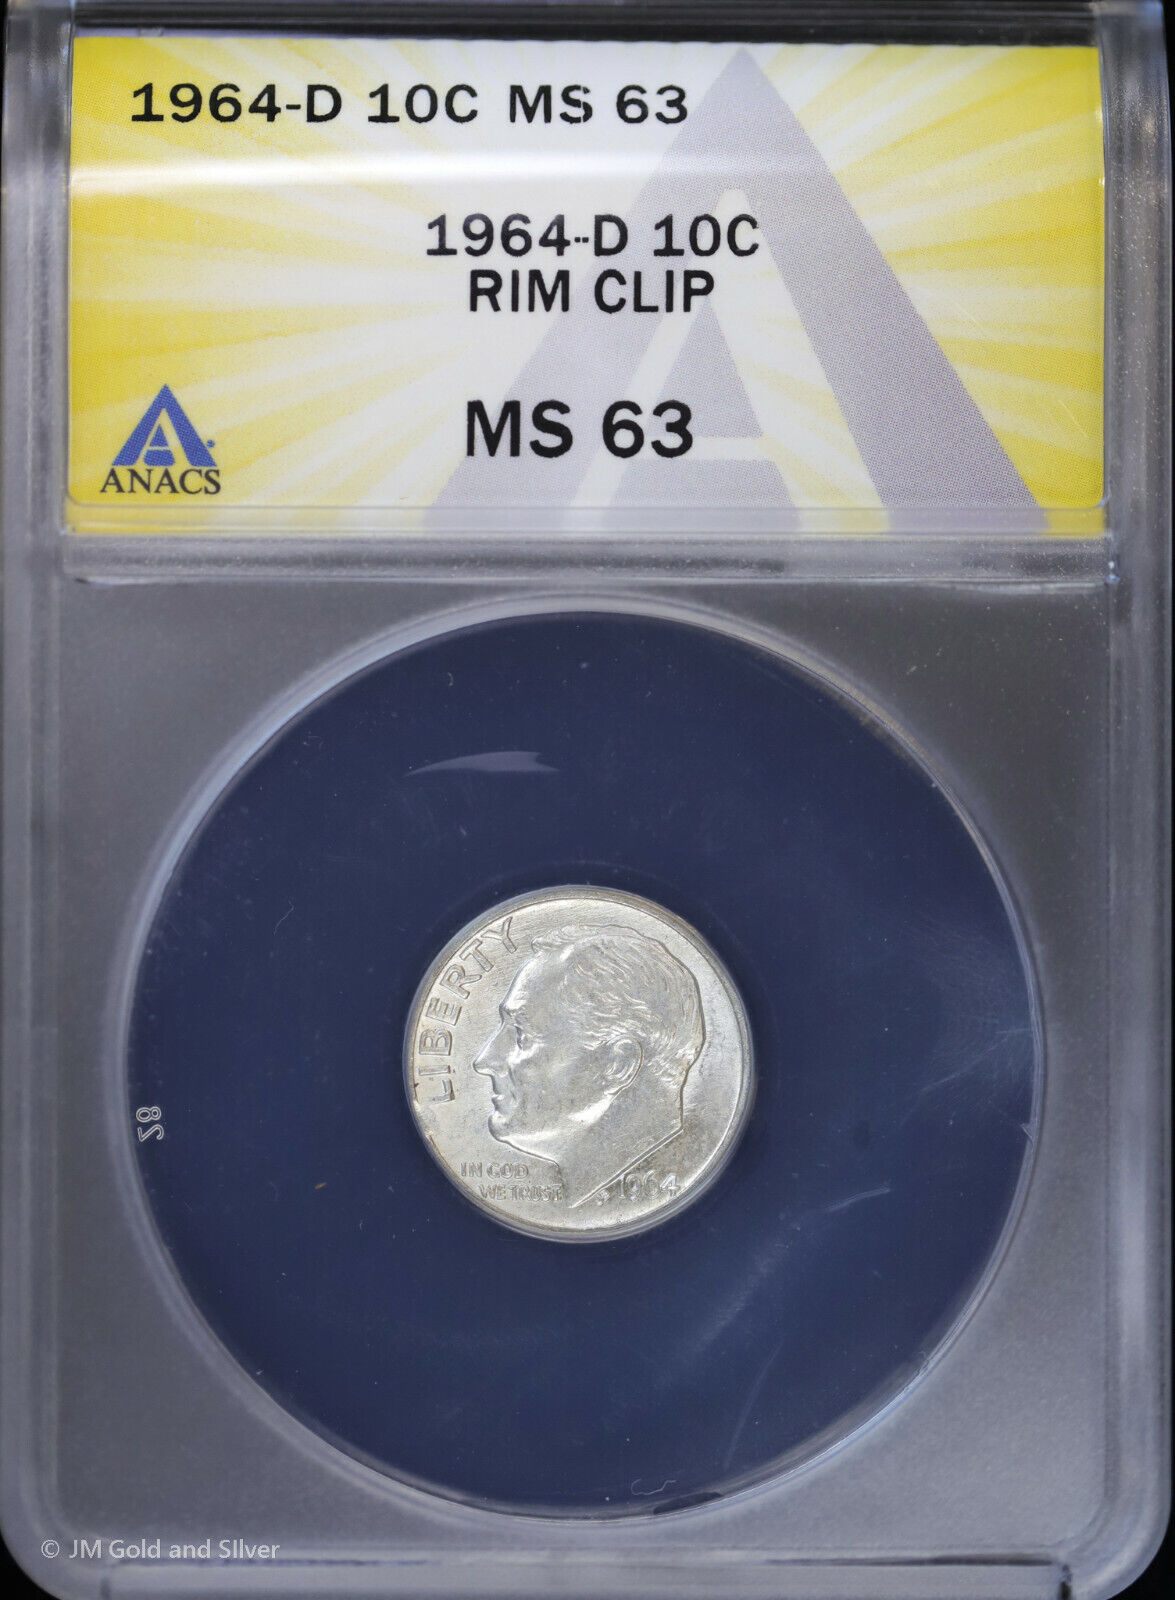 1964-D 10C MS 63
1964-D 10C
RIM CLIP
MS 63
ANACS
LIBERTY
IN GOD
WE TRUST
1964
28
© JM Gold and Silver